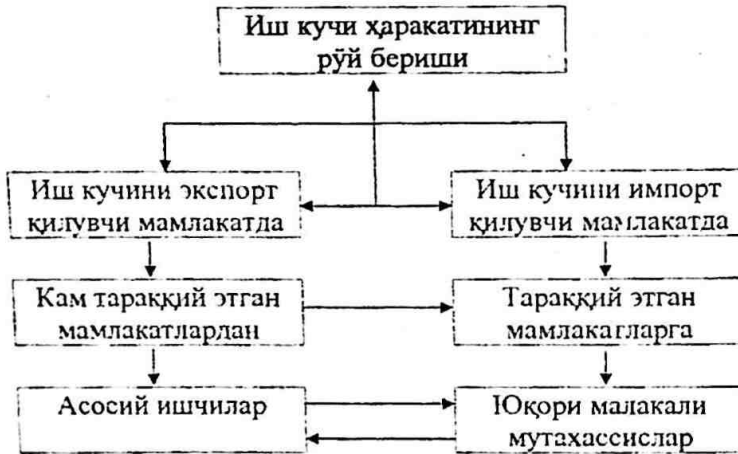 Иш кучи ҳаракатининг
рўй бериши
Иш кучини экспорт
қилувчи мамлакатда
Иш кучини импорт
қилувчи мамлакатда
Кам тараққий этган
мамлакатлардан
Тараққий этган
мамлакатларга
Асосий ишчилар
Юқори малакали
мутахассислар